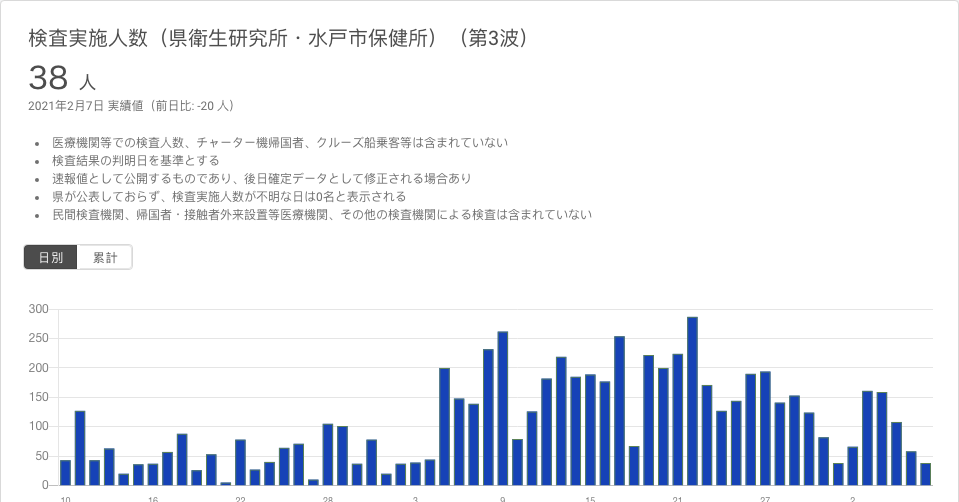 検査実施人数（県衛生研究所・水戸市保健所）（第3波）
38 人
2021年2月7日 実績値（前日比: -20 人）
• 医療機関等での検査人数、チャーター機帰国者、クルーズ船乗客等は含まれていない
• 検査結果の判明日を基準とする
• 速報値として公開するものであり、後日確定データとして修正される場合あり
• 県が公表しておらず、検査実施人数が不明な日は0名と表示される
• 民間検査機関、帰国者・接触者外来設置等医療機関、その他の検査機関による検査は含まれていない
日別 累計
300
250
200
150
100
50
0
10 16 22 28 3 9 15 21 27 2